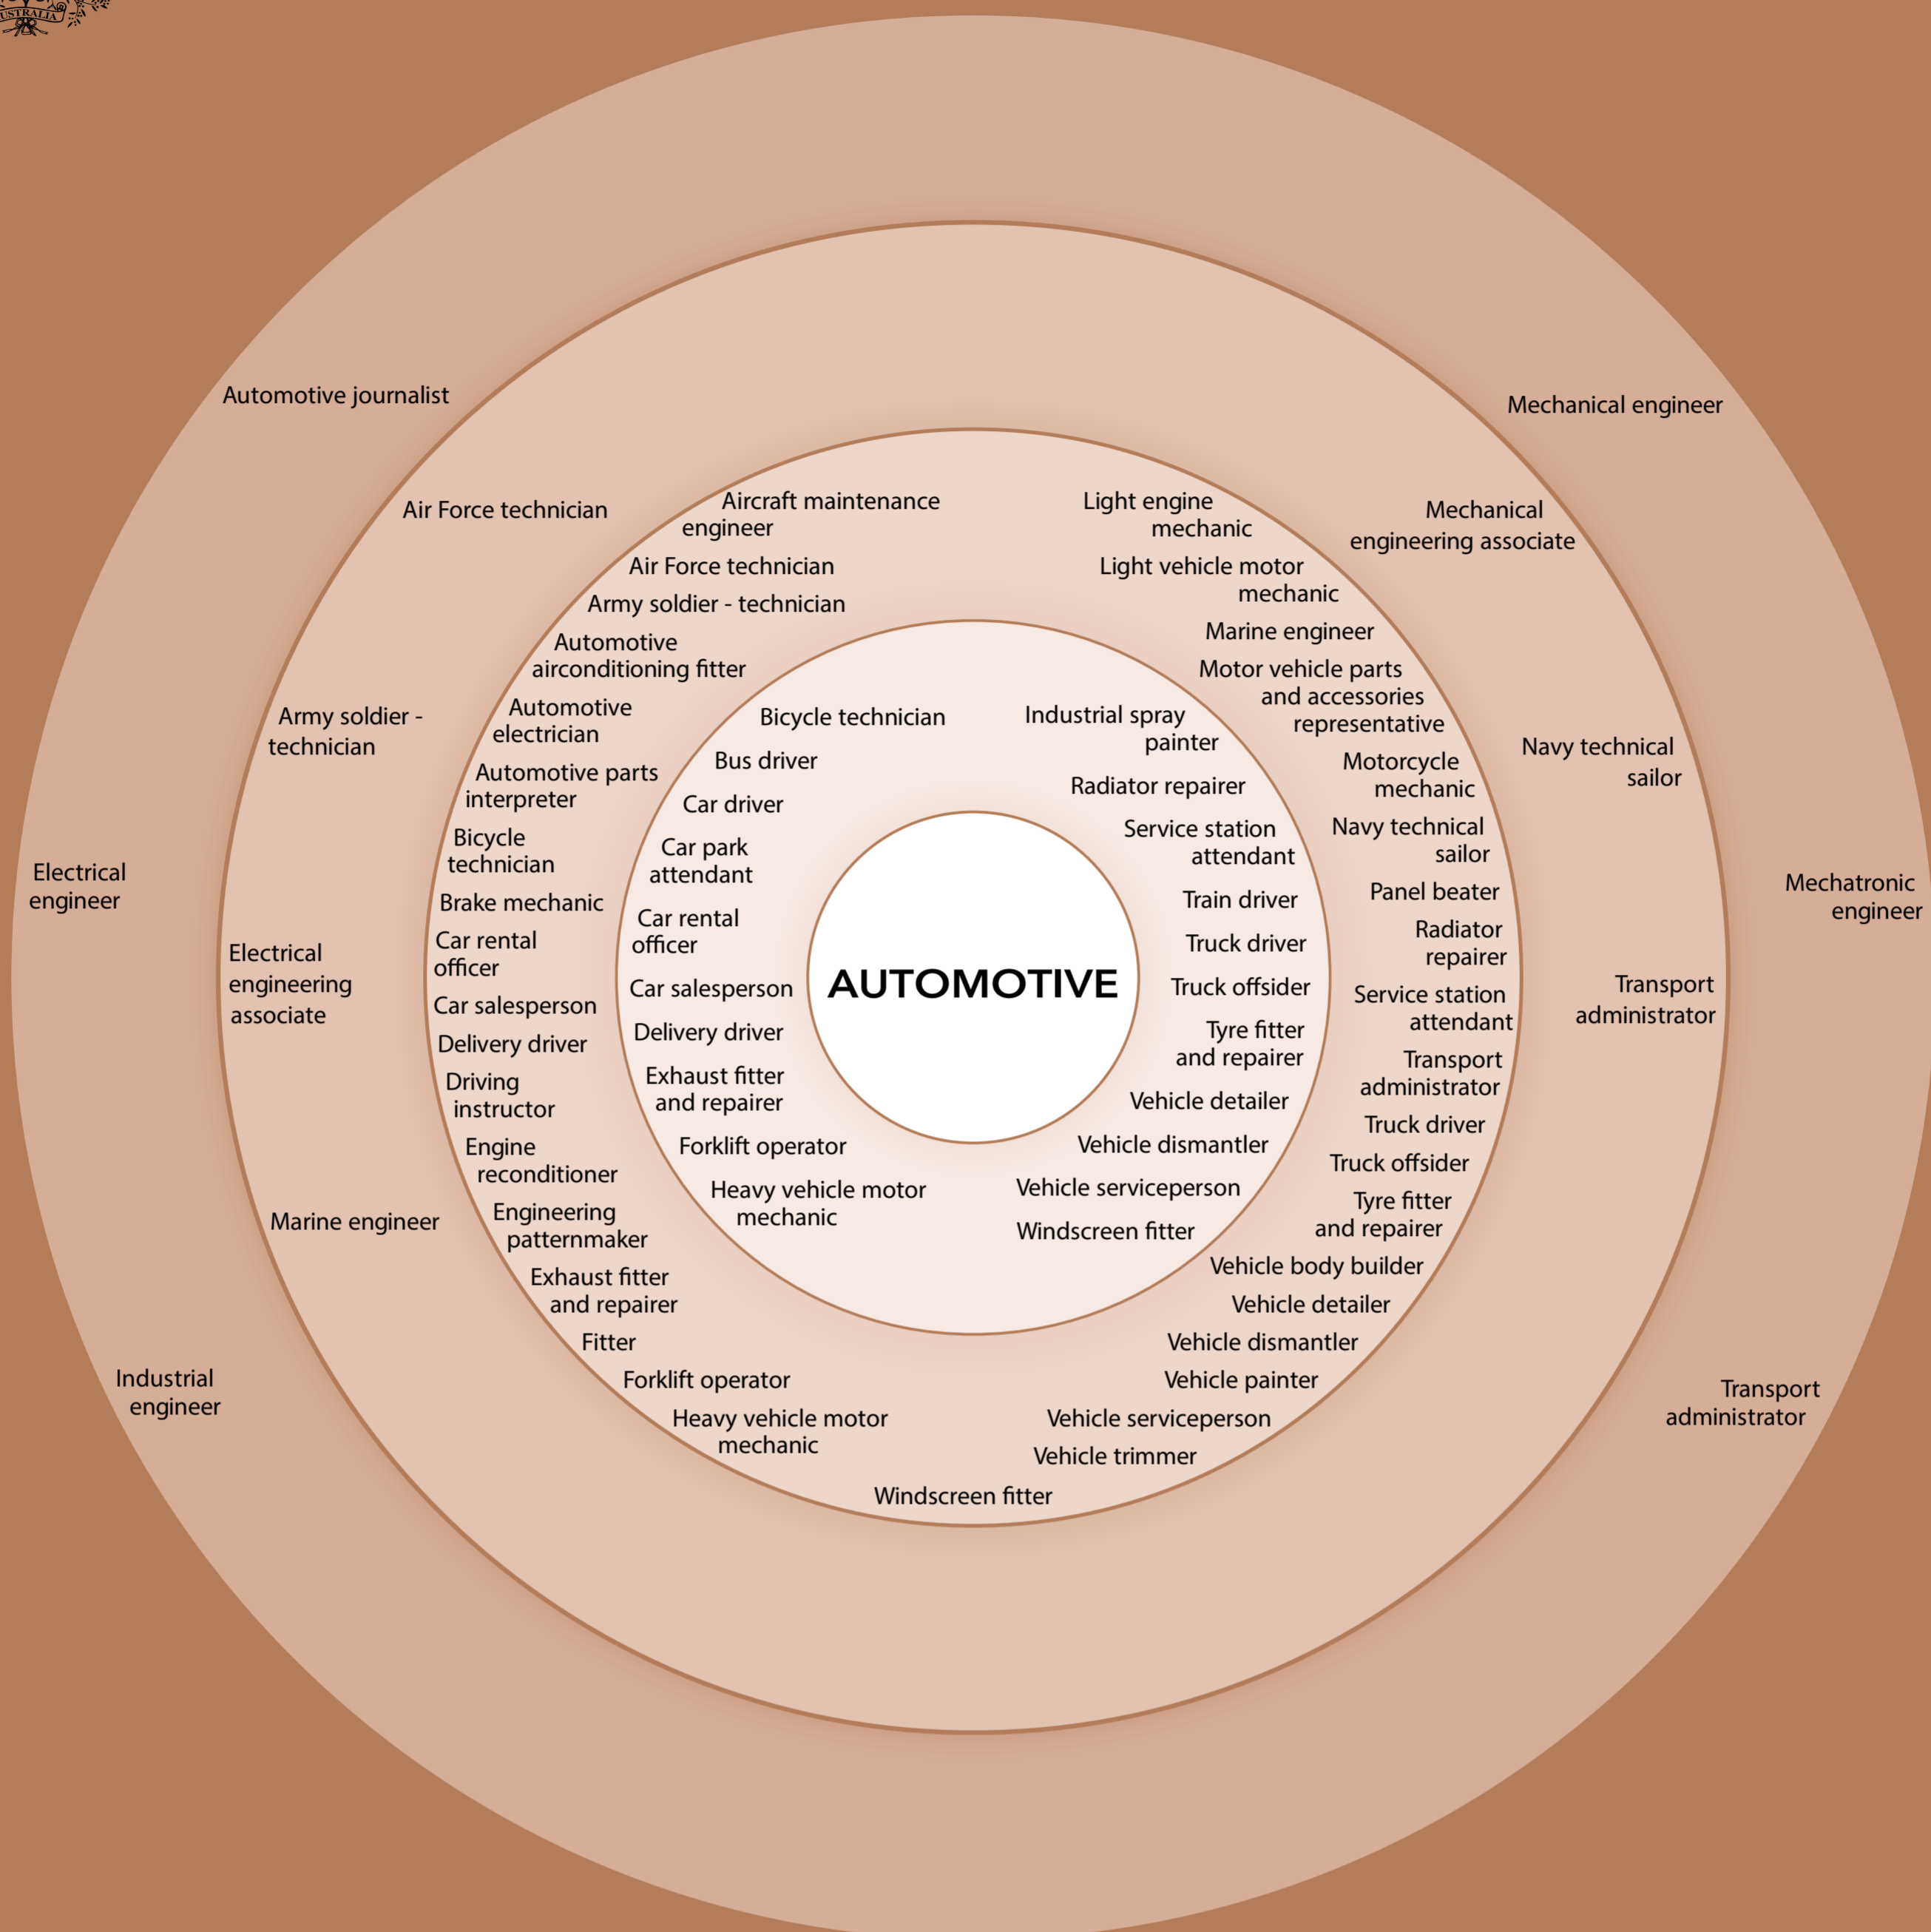 USTRALIA
Automotive journalist
Mechanical engineer
Electrical
engineer
Mechatronic
engineer
Industrial
engineer
Transport
administrator
Air Force technician
Mechanical
engineering associate
Army soldier -
technician
Navy technical
sailor
Electrical
engineering
associate
Transport
administrator
Marine engineer
Aircraft maintenance
engineer
Air Force technician
Army soldier - technician
Automotive
airconditioning fitter
Automotive
electrician
Automotive parts
interpreter
Bicycle
technician
Brake mechanic
Car rental
officer
Car salesperson
Delivery driver
Driving
instructor
Engine
reconditioner
Engineering
patternmaker
Exhaust fitter
and repairer
Fitter
Forklift operator
Heavy vehicle motor
mechanic
Light engine
mechanic
Light vehicle motor
mechanic
Marine engineer
Motor vehicle parts
and accessories
representative
Motorcycle
mechanic
Navy technical
sailor
Panel beater
Radiator
repairer
Service station
attendant
Transport
administrator
Truck driver
Truck offsider
Tyre fitter
and repairer
Vehicle body builder
Vehicle detailer
Vehicle dismantler
Vehicle painter
Vehicle serviceperson
Vehicle trimmer
Windscreen fitter
Bicycle technician
Bus driver
Car driver
Car park
attendant
Car rental
officer
Car salesperson
Delivery driver
Exhaust fitter
and repairer
Forklift operator
Heavy vehicle motor
mechanic
Industrial spray
painter
Radiator repairer
Service station
attendant
Train driver
Truck driver
Truck offsider
Tyre fitter
and repairer
Vehicle detailer
Vehicle dismantler
Vehicle serviceperson
Windscreen fitter
AUTOMOTIVE